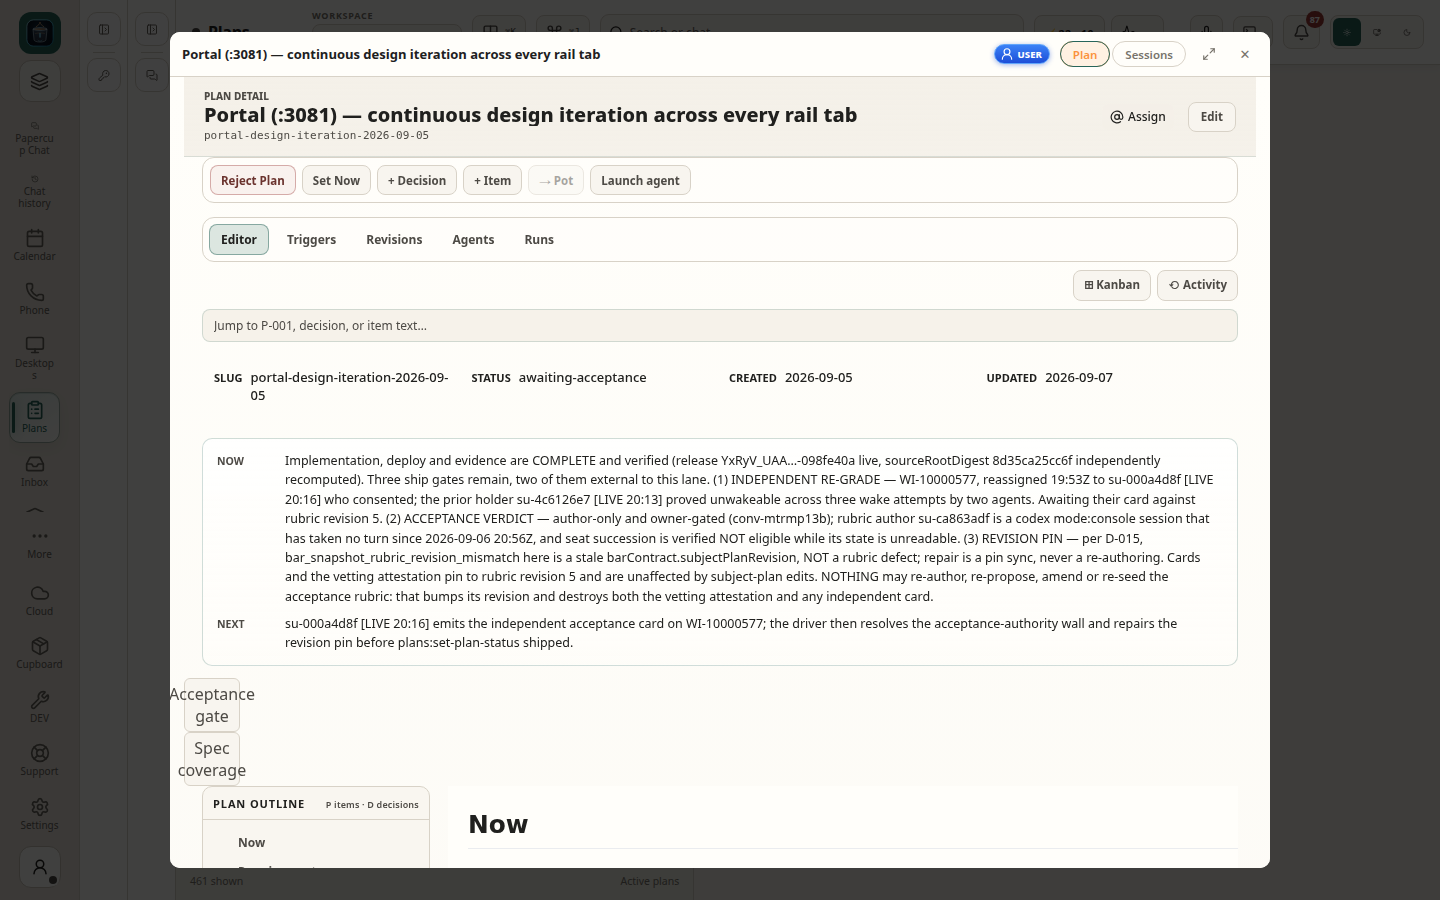 WORKSPACE
Plans
Search or chat
87
Papercu
p Chat
Chat
history
Calendar
Phone
Desktop
s
Plans
Inbox
More
Cloud
Cupboard
DEV
Support
Settings
Portal (:3081) — continuous design iteration across every rail tab
USER
Plan
Sessions
PLAN DETAIL
Portal (:3081) — continuous design iteration across every rail tab
portal-design-iteration-2026-09-05
@ Assign
Edit
Reject Plan
Set Now
+ Decision
+ Item
→ Pot
Launch agent
Editor
Triggers
Revisions
Agents
Runs
⊞ Kanban
⟲ Activity
Jump to P-001, decision, or item text...
SLUG portal-design-iteration-2026-09-
05
STATUS awaiting-acceptance
CREATED 2026-09-05
UPDATED 2026-09-07
NOW
Implementation, deploy and evidence are COMPLETE and verified (release YxRyV_UAA...-098fe40a live, sourceRootDigest 8d35ca25cc6f independently
recomputed). Three ship gates remain, two of them external to this lane. (1) INDEPENDENT RE-GRADE — WI-10000577, reassigned 19:53Z to su-000a4d8f [LIVE
20:16] who consented; the prior holder su-4c6126e7 [LIVE 20:13] proved unwakeable across three wake attempts by two agents. Awaiting their card against
rubric revision 5. (2) ACCEPTANCE VERDICT — author-only and owner-gated (conv-mtrmp13b); rubric author su-ca863adf is a codex mode:console session that
has taken no turn since 2026-09-06 20:56Z, and seat succession is verified NOT eligible while its state is unreadable. (3) REVISION PIN — per D-015,
bar_snapshot_rubric_revision_mismatch here is a stale barContract.subjectPlanRevision, NOT a rubric defect; repair is a pin sync, never a re-authoring. Cards
and the vetting attestation pin to rubric revision 5 and are unaffected by subject-plan edits. NOTHING may re-author, re-propose, amend or re-seed the
acceptance rubric: that bumps its revision and destroys both the vetting attestation and any independent card.
NEXT
su-000a4d8f [LIVE 20:16] emits the independent acceptance card on WI-10000577; the driver then resolves the acceptance-authority wall and repairs the
revision pin before plans:set-plan-status shipped.
Acceptance
gate
Spec
coverage
PLAN OUTLINE
P items · D decisions
Now
Now
461 shown
Active plans